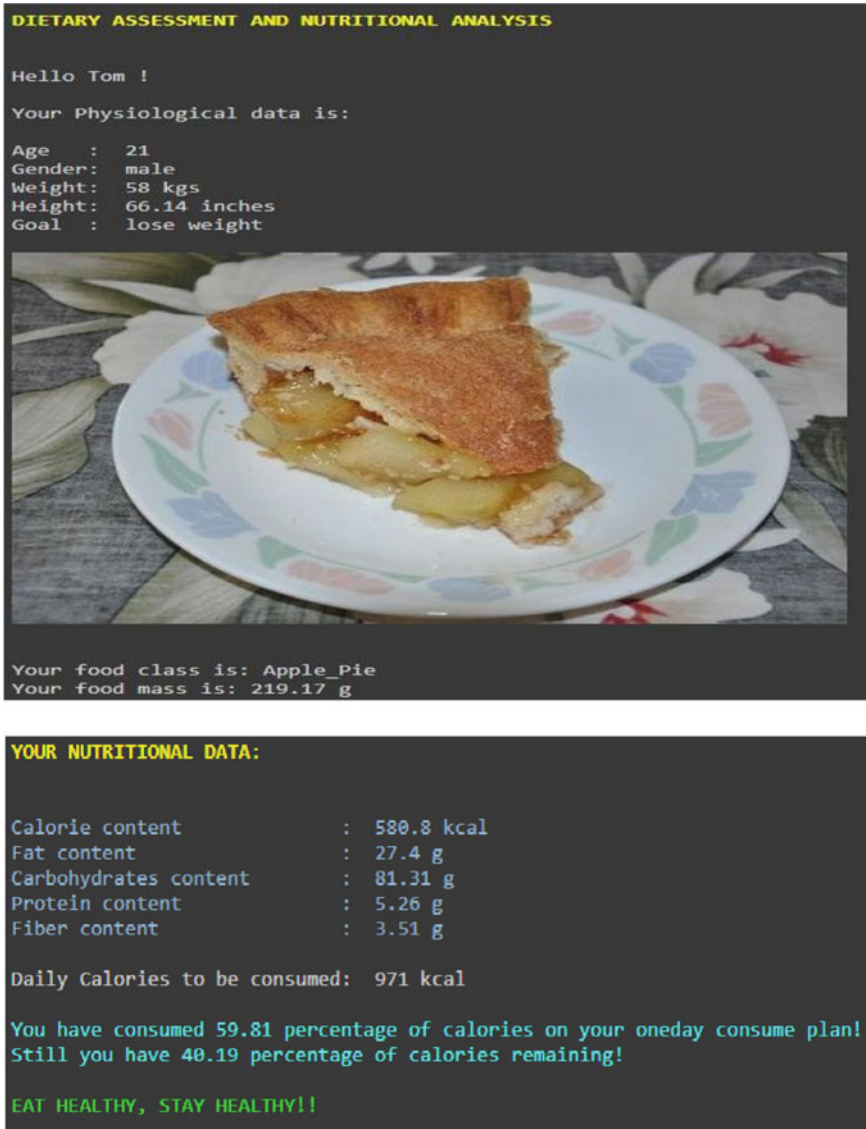 DIETARY ASSESSMENT AND NUTRITIONAL ANALYSIS
Hello Tom !
Your Physiological data is:
Age : 21
Gender: male
Weight: 58 kgs
Height: 66.14 inches
Goal : lose weight
Your food class is: Apple_Pie
Your food mass is: 219.17 g
YOUR NUTRITIONAL DATA:
Calorie content : 580.8 kcal
Fat content : 27.4 g
Carbohydrates content : 81.31 g
Protein content : 5.26 g
Fiber content : 3.51 g
Daily Calories to be consumed: 971 kcal
You have consumed 59.81 percentage of calories on your oneday consume plan!
Still you have 40.19 percentage of calories remaining!
EAT HEALTHY, STAY HEALTHY!!